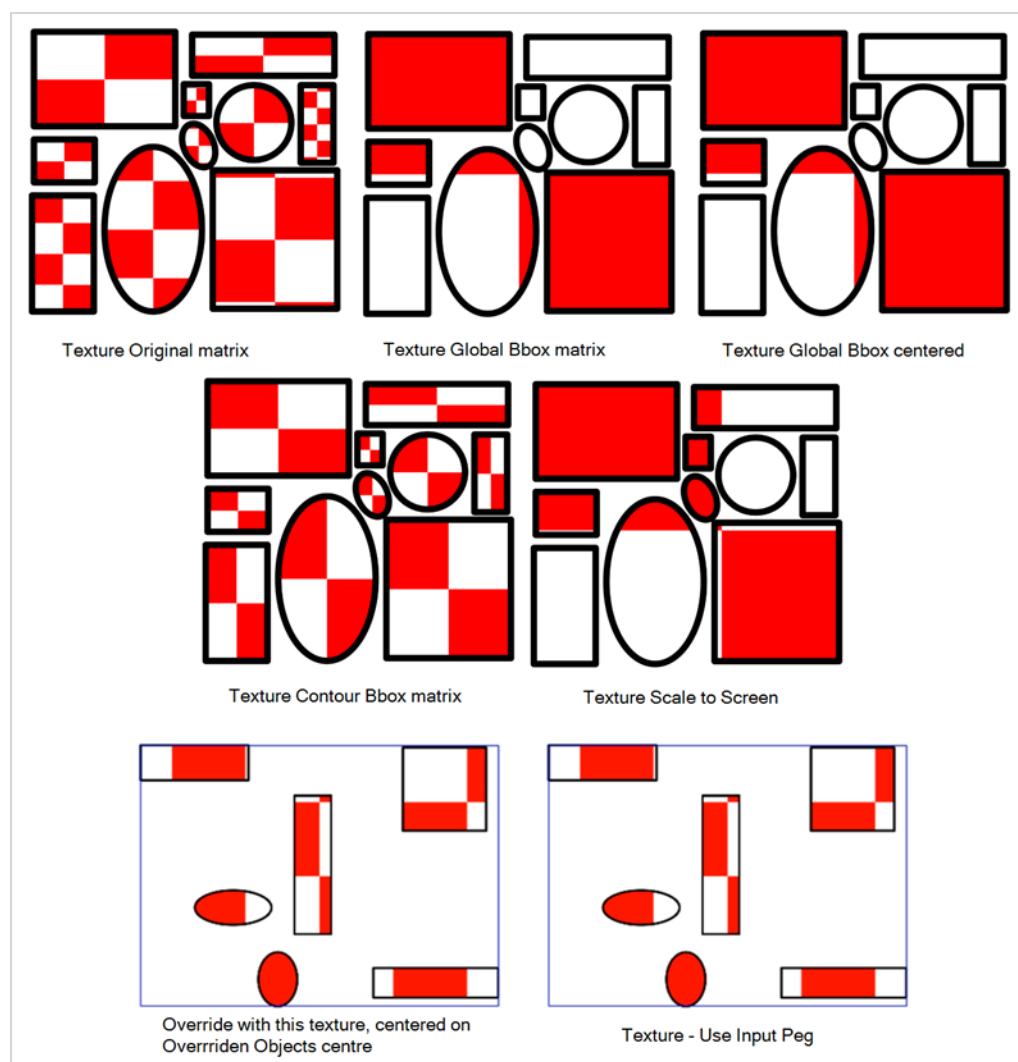 Texture Original matrix
Texture Global Bbox matrix
Texture Global Bbox centered
Texture Contour Bbox matrix
Texture Scale to Screen
Override with this texture, centered on
Overrriden Objects centre
Texture - Use Input Peg